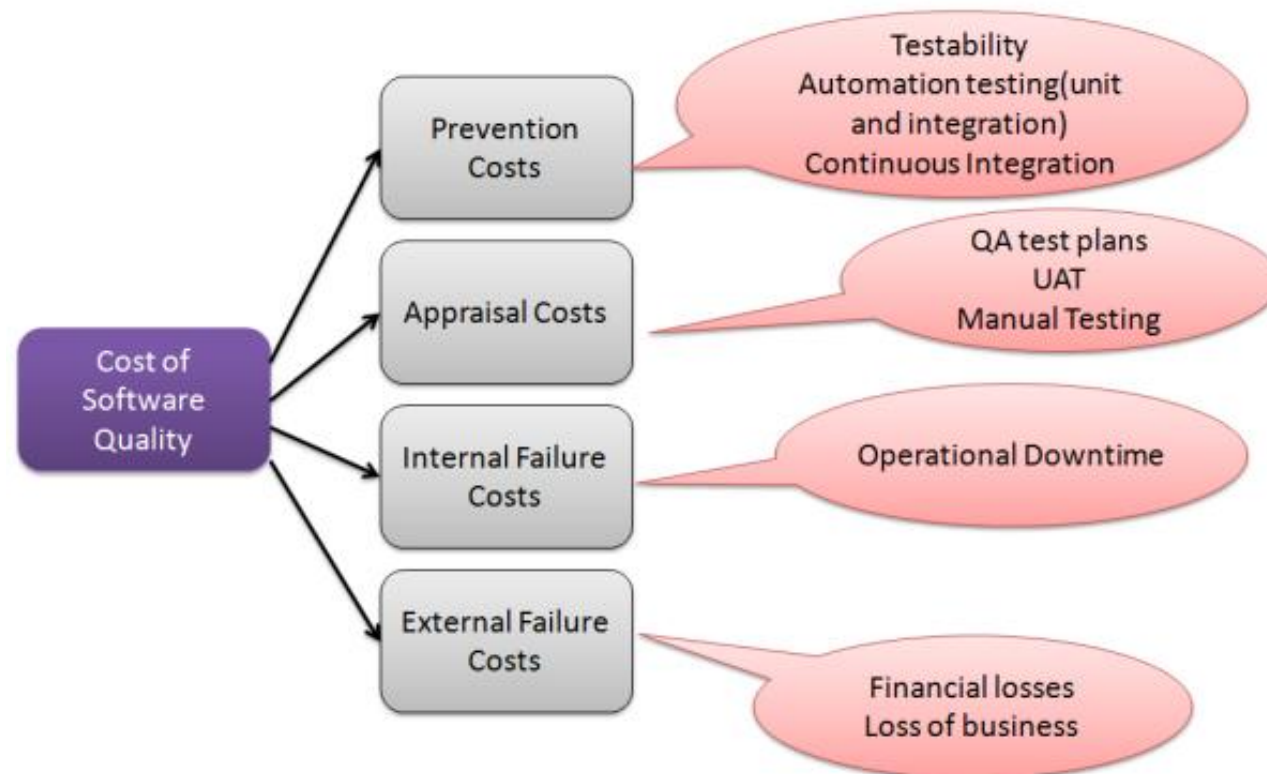 Cost of
Software
Quality
Prevention
Costs
Testability
Automation testing(unit
and integration)
Continuous Integration
Appraisal Costs
QA test plans
UAT
Manual Testing
Internal Failure
Costs
Operational Downtime
External Failure
Costs
Financial losses
Loss of business